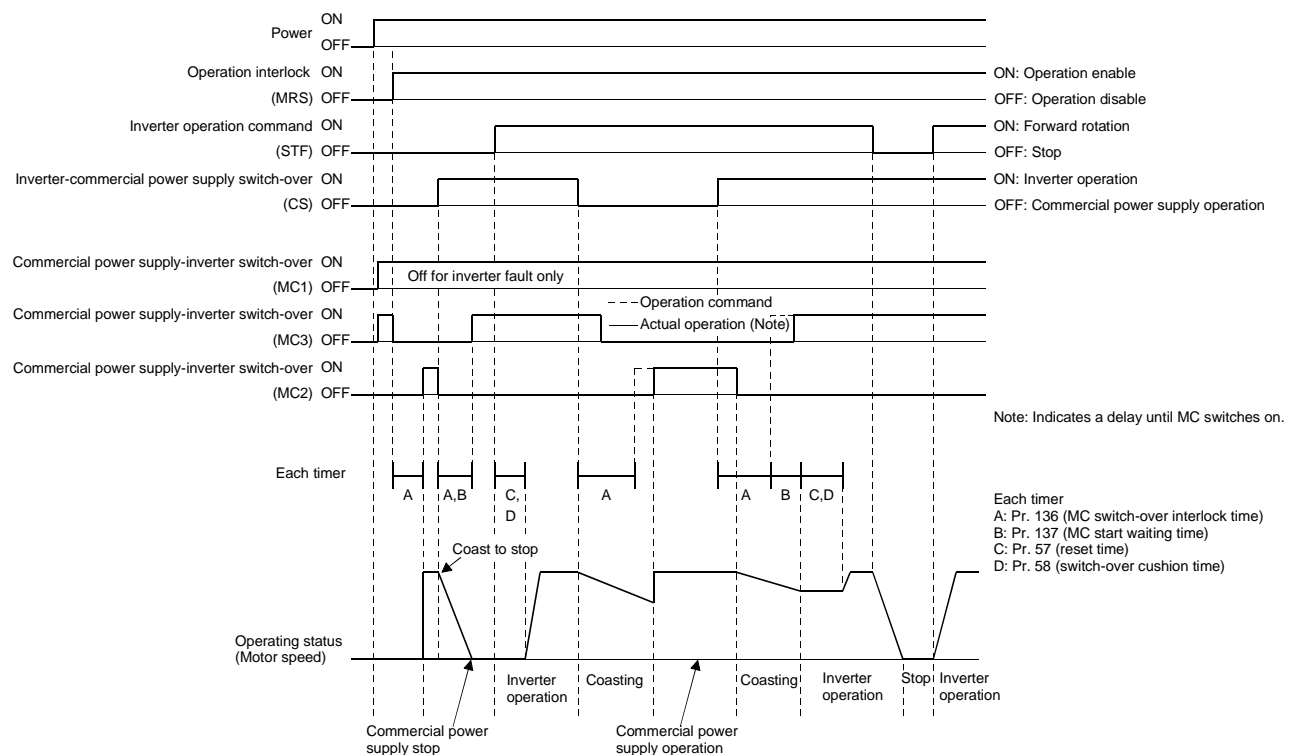 Power ON
OFF
Operation interlock ON
(MRS) OFF
ON: Operation enable
OFF: Operation disable
Inverter operation command ON
(STF) OFF
ON: Forward rotation
OFF: Stop
Inverter-commercial power supply switch-over ON
(CS) OFF
ON: Inverter operation
OFF: Commercial power supply operation
Commercial power supply-inverter switch-over ON
(MC1) OFF
Off for inverter fault only
Operation command
Actual operation (Note)
Commercial power supply-inverter switch-over ON
(MC3) OFF
Commercial power supply-inverter switch-over ON
(MC2) OFF
Note: Indicates a delay until MC switches on.
Each timer
A
A,B
C,
D
A
A
B
C,D
Each timer
A: Pr. 136 (MC switch-over interlock time)
B: Pr. 137 (MC start waiting time)
C: Pr. 57 (reset time)
D: Pr. 58 (switch-over cushion time)
Coast to stop
Operating status
(Motor speed)
Inverter
operation
Coasting
Coasting
Inverter
operation
Stop
Inverter
operation
Commercial power
supply stop
Commercial power
supply operation